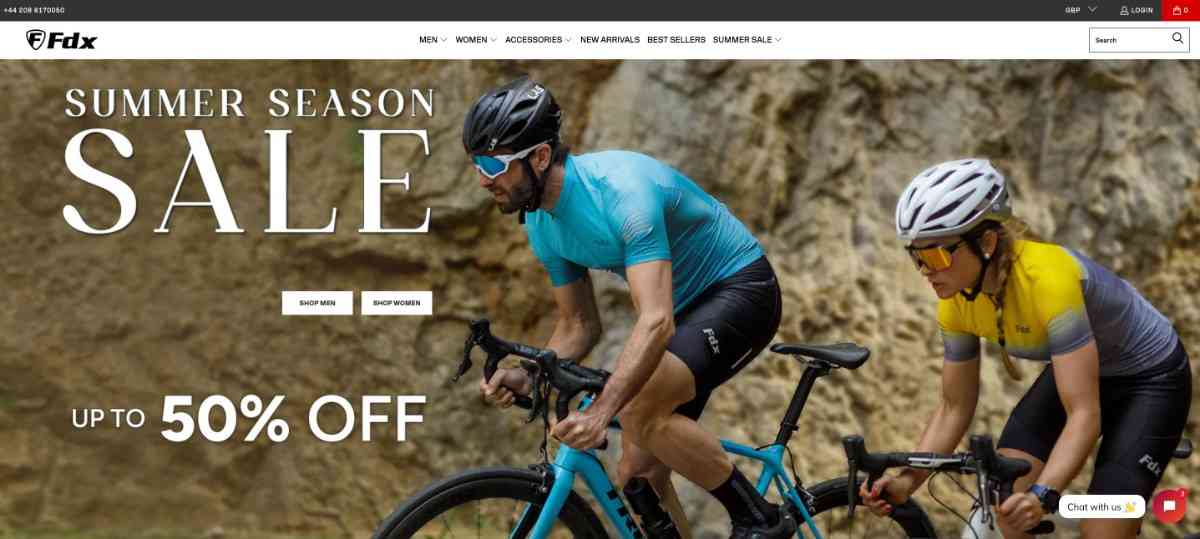 +44 208 6170050
GBP
LOGIN
0
Fdx
MEN
WOMEN
ACCESSORIES
NEW ARRIVALS
BEST SELLERS
SUMMER SALE
Search
SUMMER SEASON
SALE
SHOP MEN
SHOP WOMEN
UP TO 50% OFF
Fdx
Fdx
Fdx
Chat with us 👋